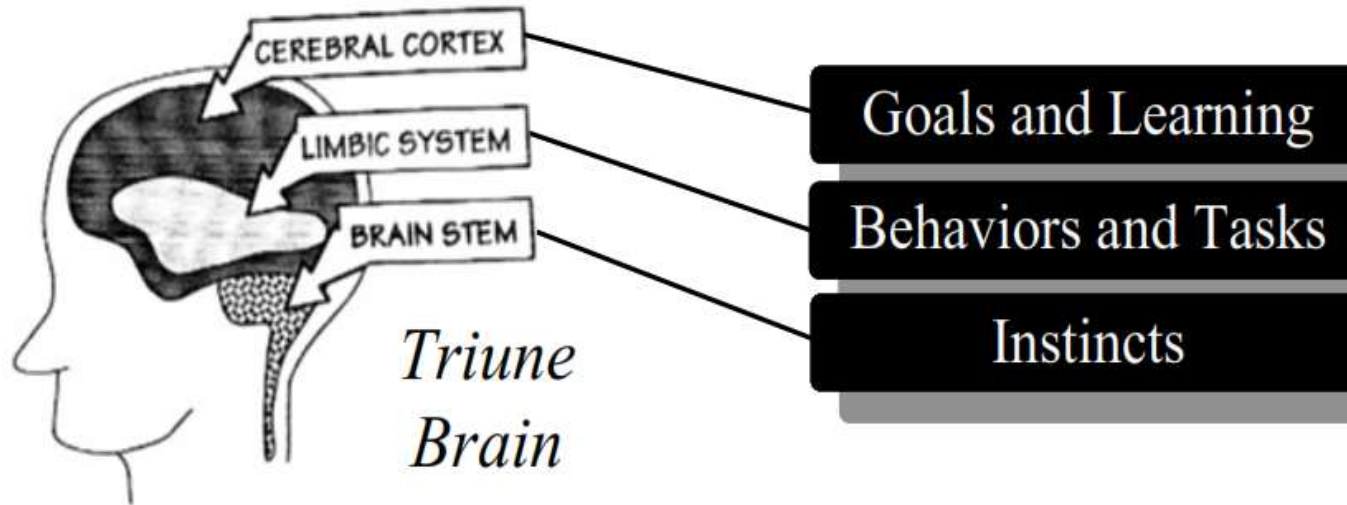 CEREBRAL CORTEX
LIMBIC SYSTEM
BRAIN STEM
Triune
Brain
Goals and Learning
Behaviors and Tasks
Instincts